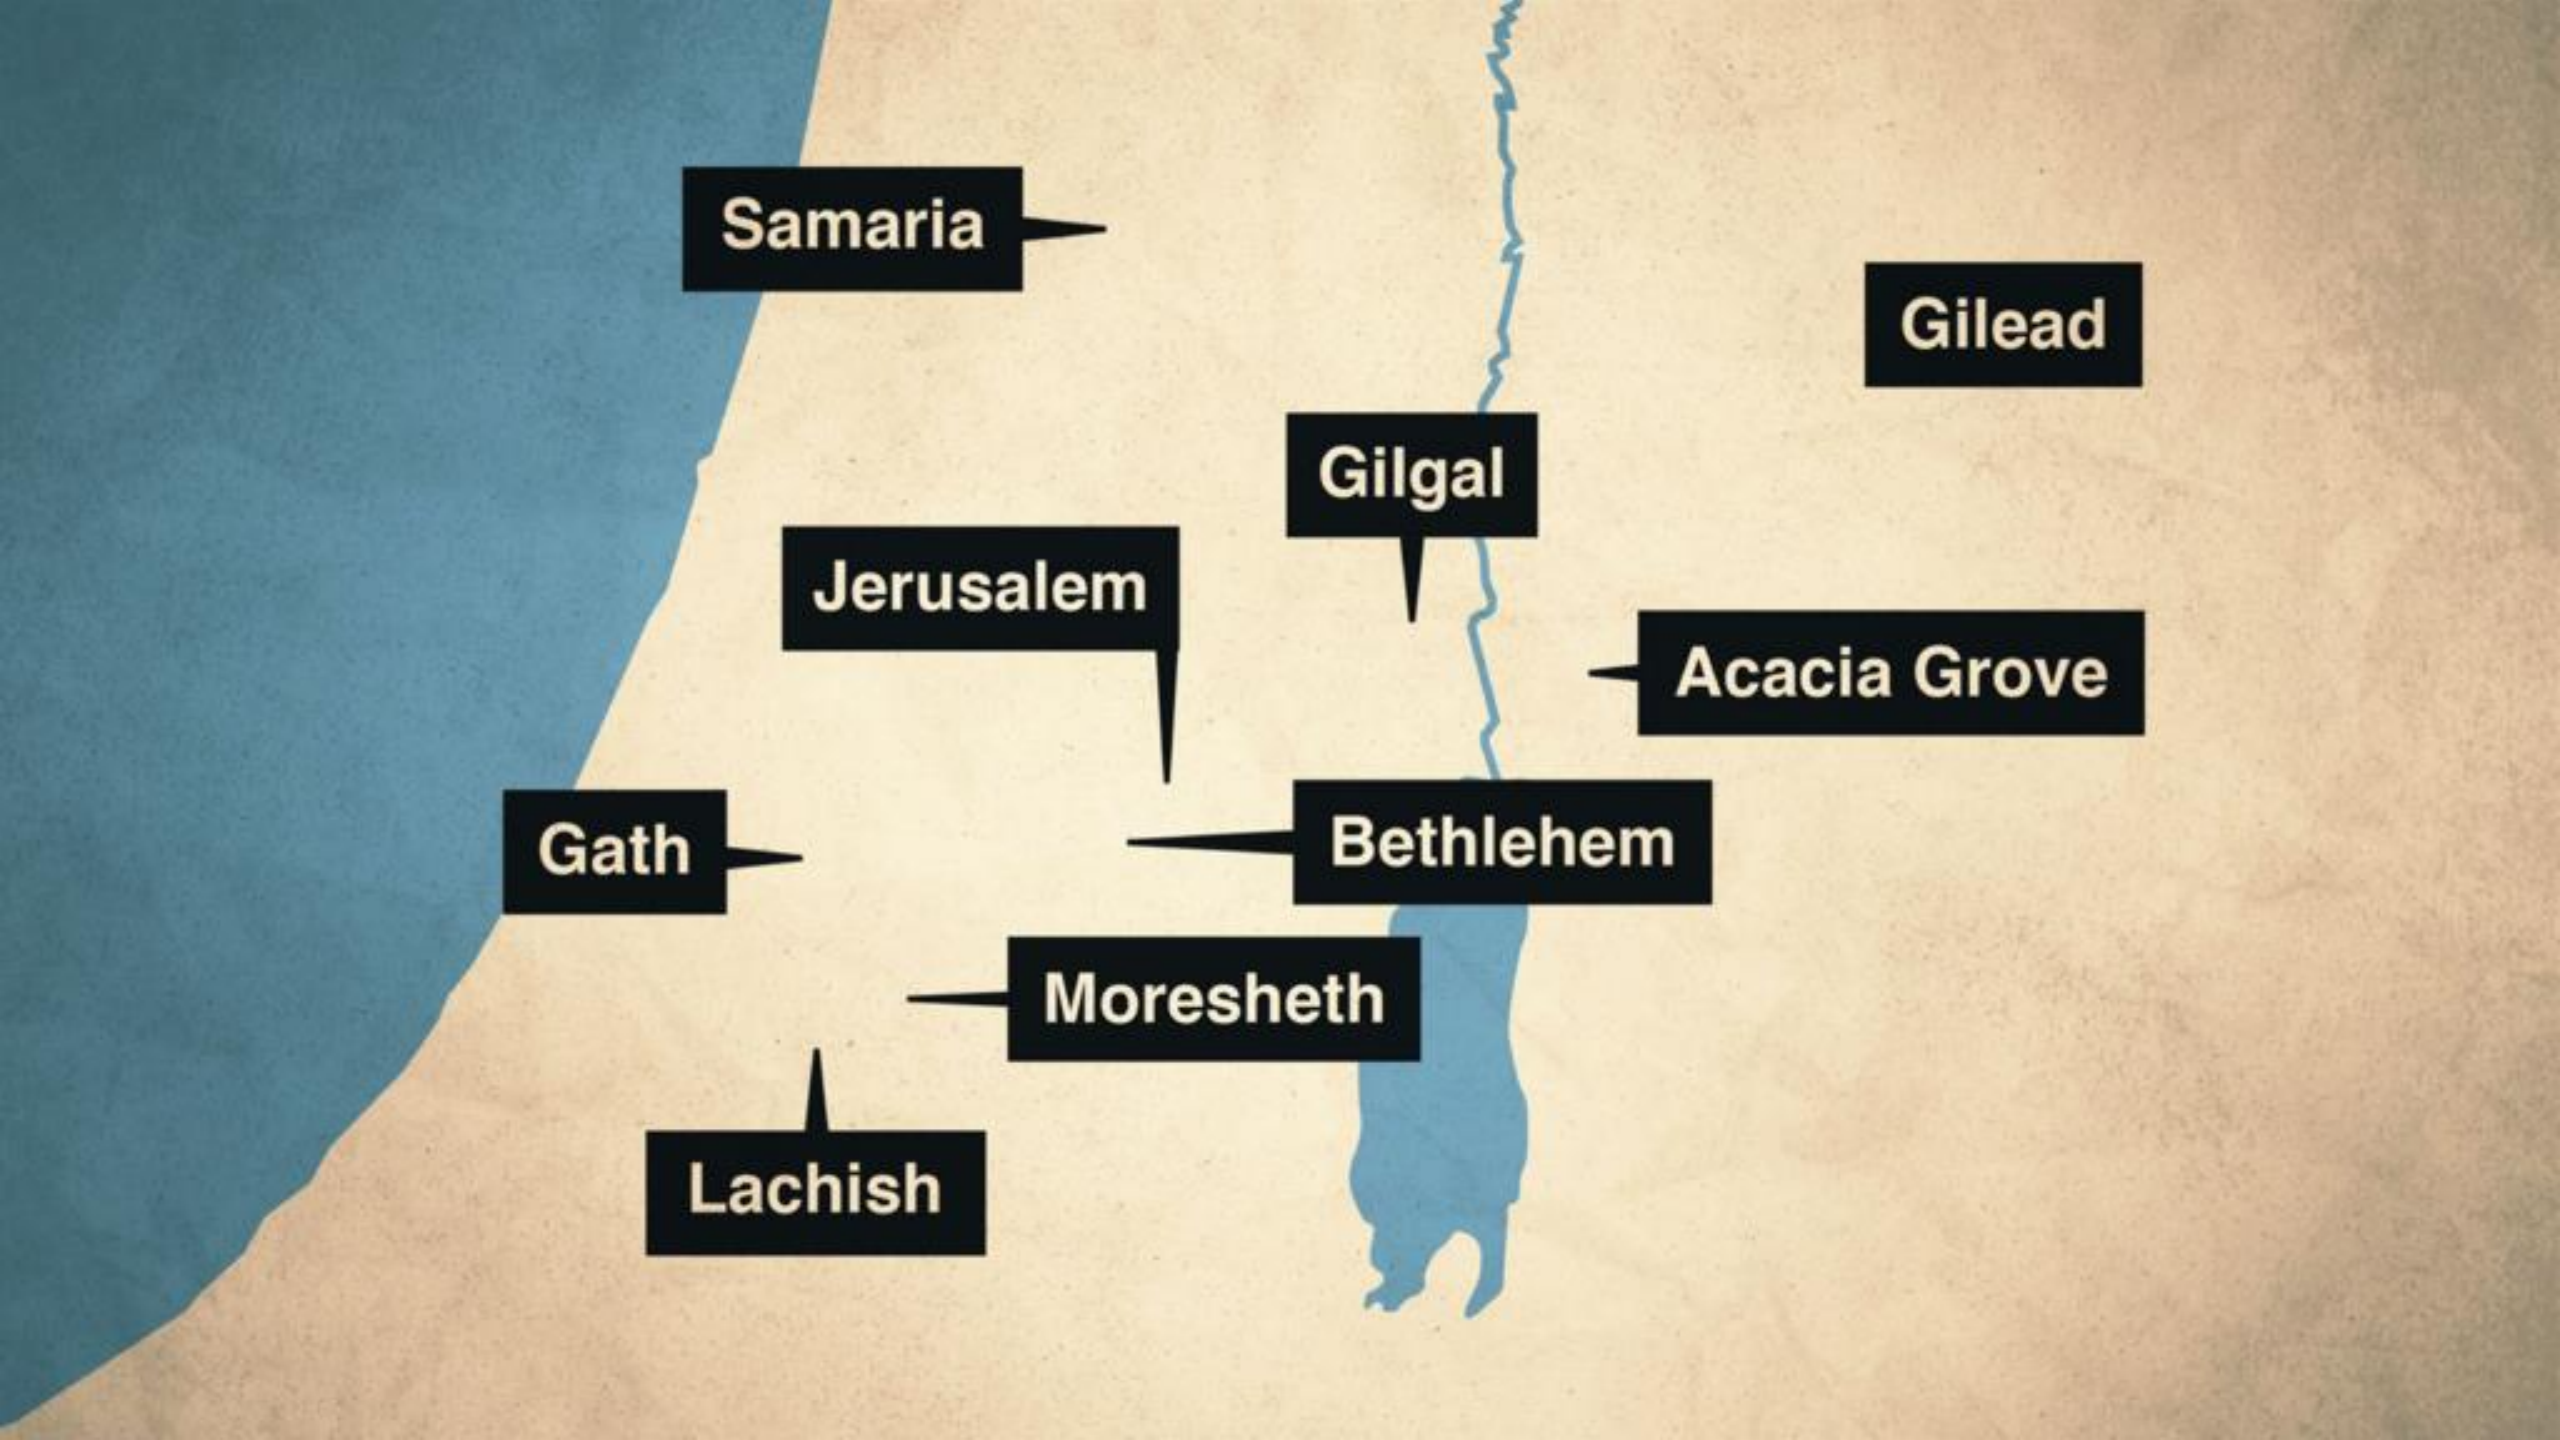 Samaria
Gilead
Gilgal
Jerusalem
Acacia Grove
Gath
Bethlehem
Moresheth
Lachish